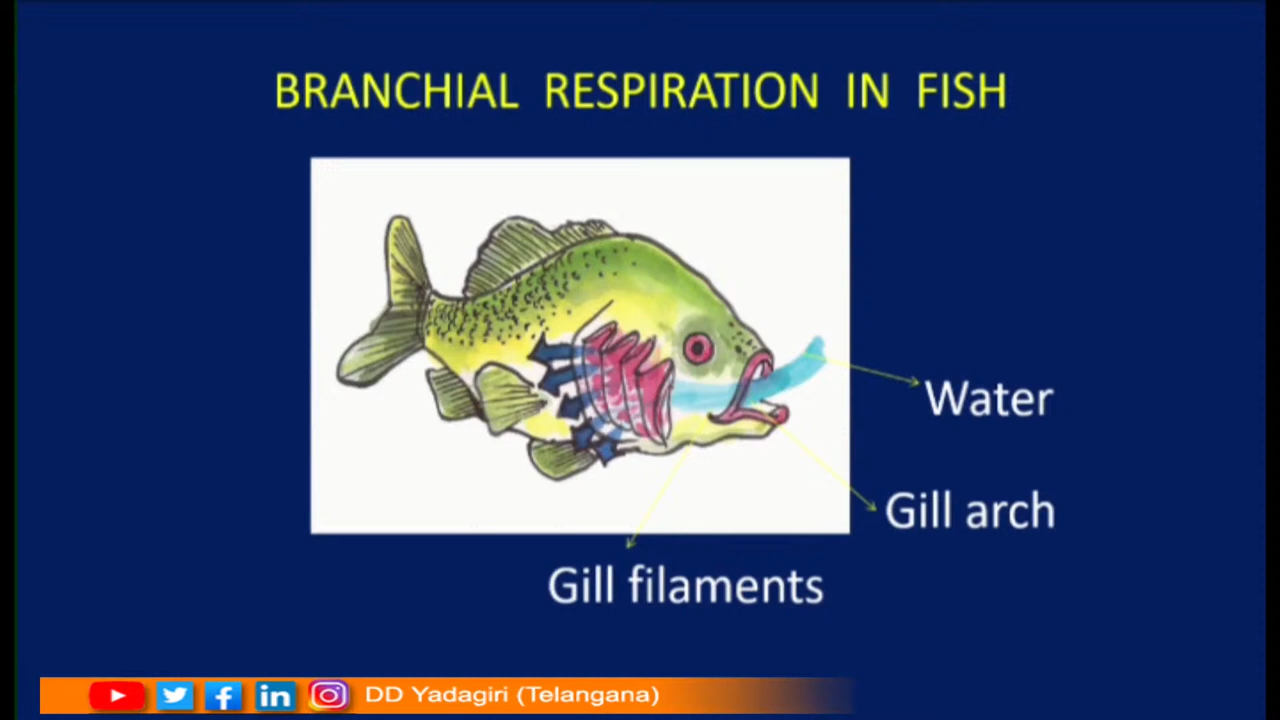 BRANCHIAL RESPIRATION IN FISH
Water
Gill arch
Gill filaments
DD Yadagiri (Telangana)